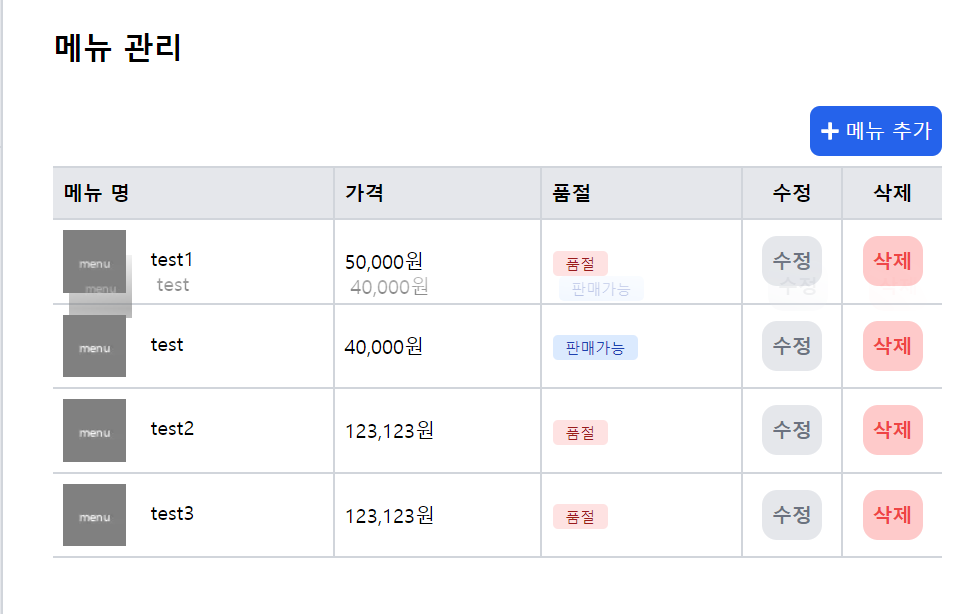 메뉴 관리
+ 메뉴 추가
메뉴 명 가격 품절 수정 삭제
menu test1 50,000원 품절 수정 삭제
menu test 40,000원 판매가능 수정 삭제
menu test 40,000원 판매가능 수정 삭제
menu test2 123,123원 품절 수정 삭제
menu test3 123,123원 품절 수정 삭제